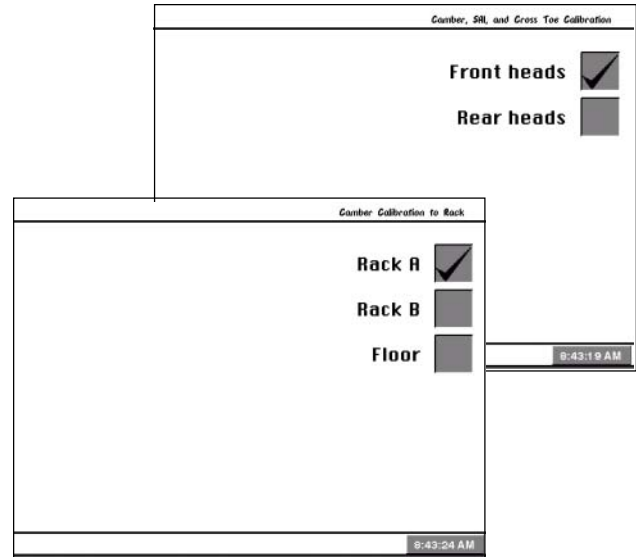 Camber, SAI, and Cross Toe Calibration
Front heads
Rear heads
8:43:19 AM
Camber Calibration to Rack
Rack A
Rack B
Floor
8:43:24 AM